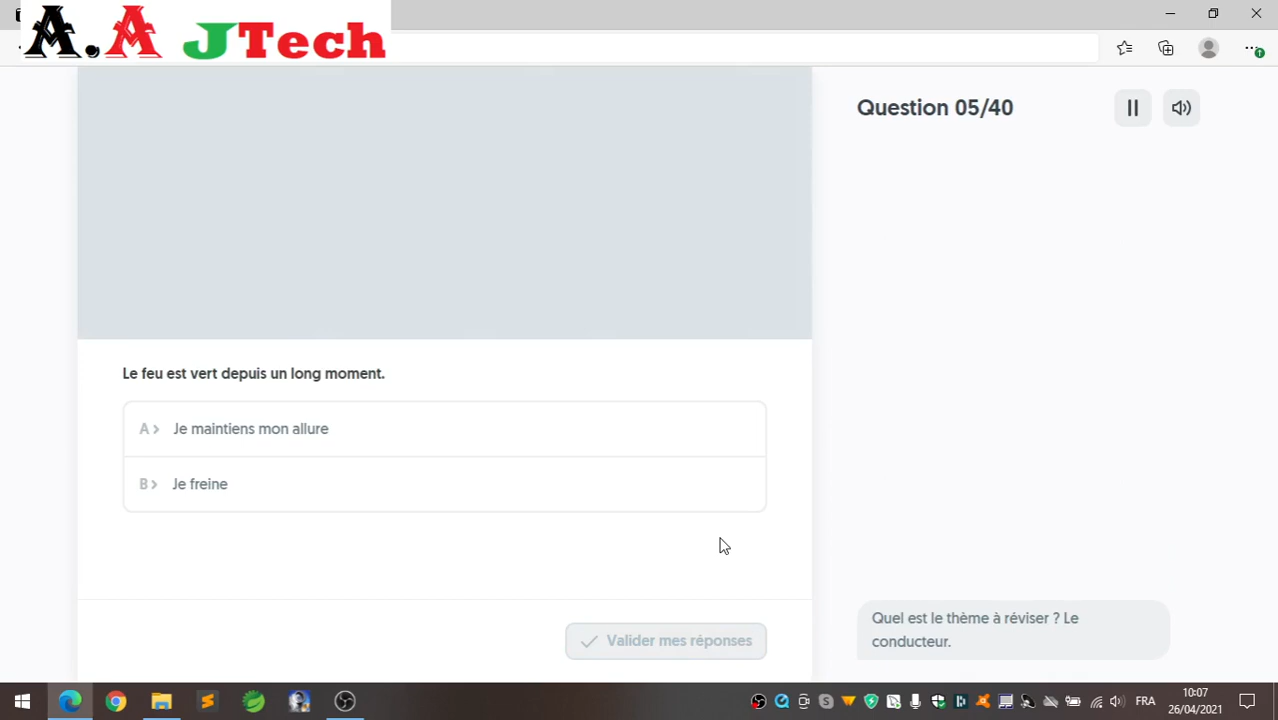 A.A JTech
Question 05/40
Le feu est vert depuis un long moment.
A > Je maintiens mon allure
B > Je freine
Valider mes réponses
Quel est le thème à réviser ? Le
conducteur.
FRA
10:07
26/04/2021